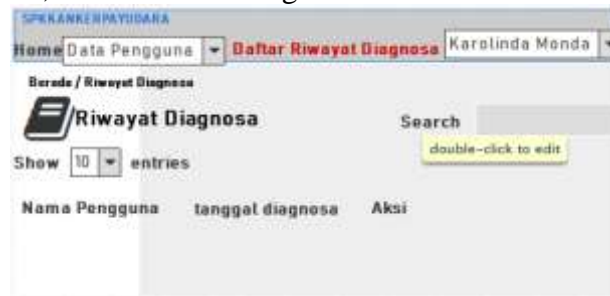 SPKKANKERPAYUDARA
Home Data Pengguna Daftar Riwayat Diagnosa Karolinda Monda
Berada / Riwayat Diagnosa
Riwayat Diagnosa Search
double-click to edit
Show 10 entries
Nama Pengguna tanggal diagnosa Aksi